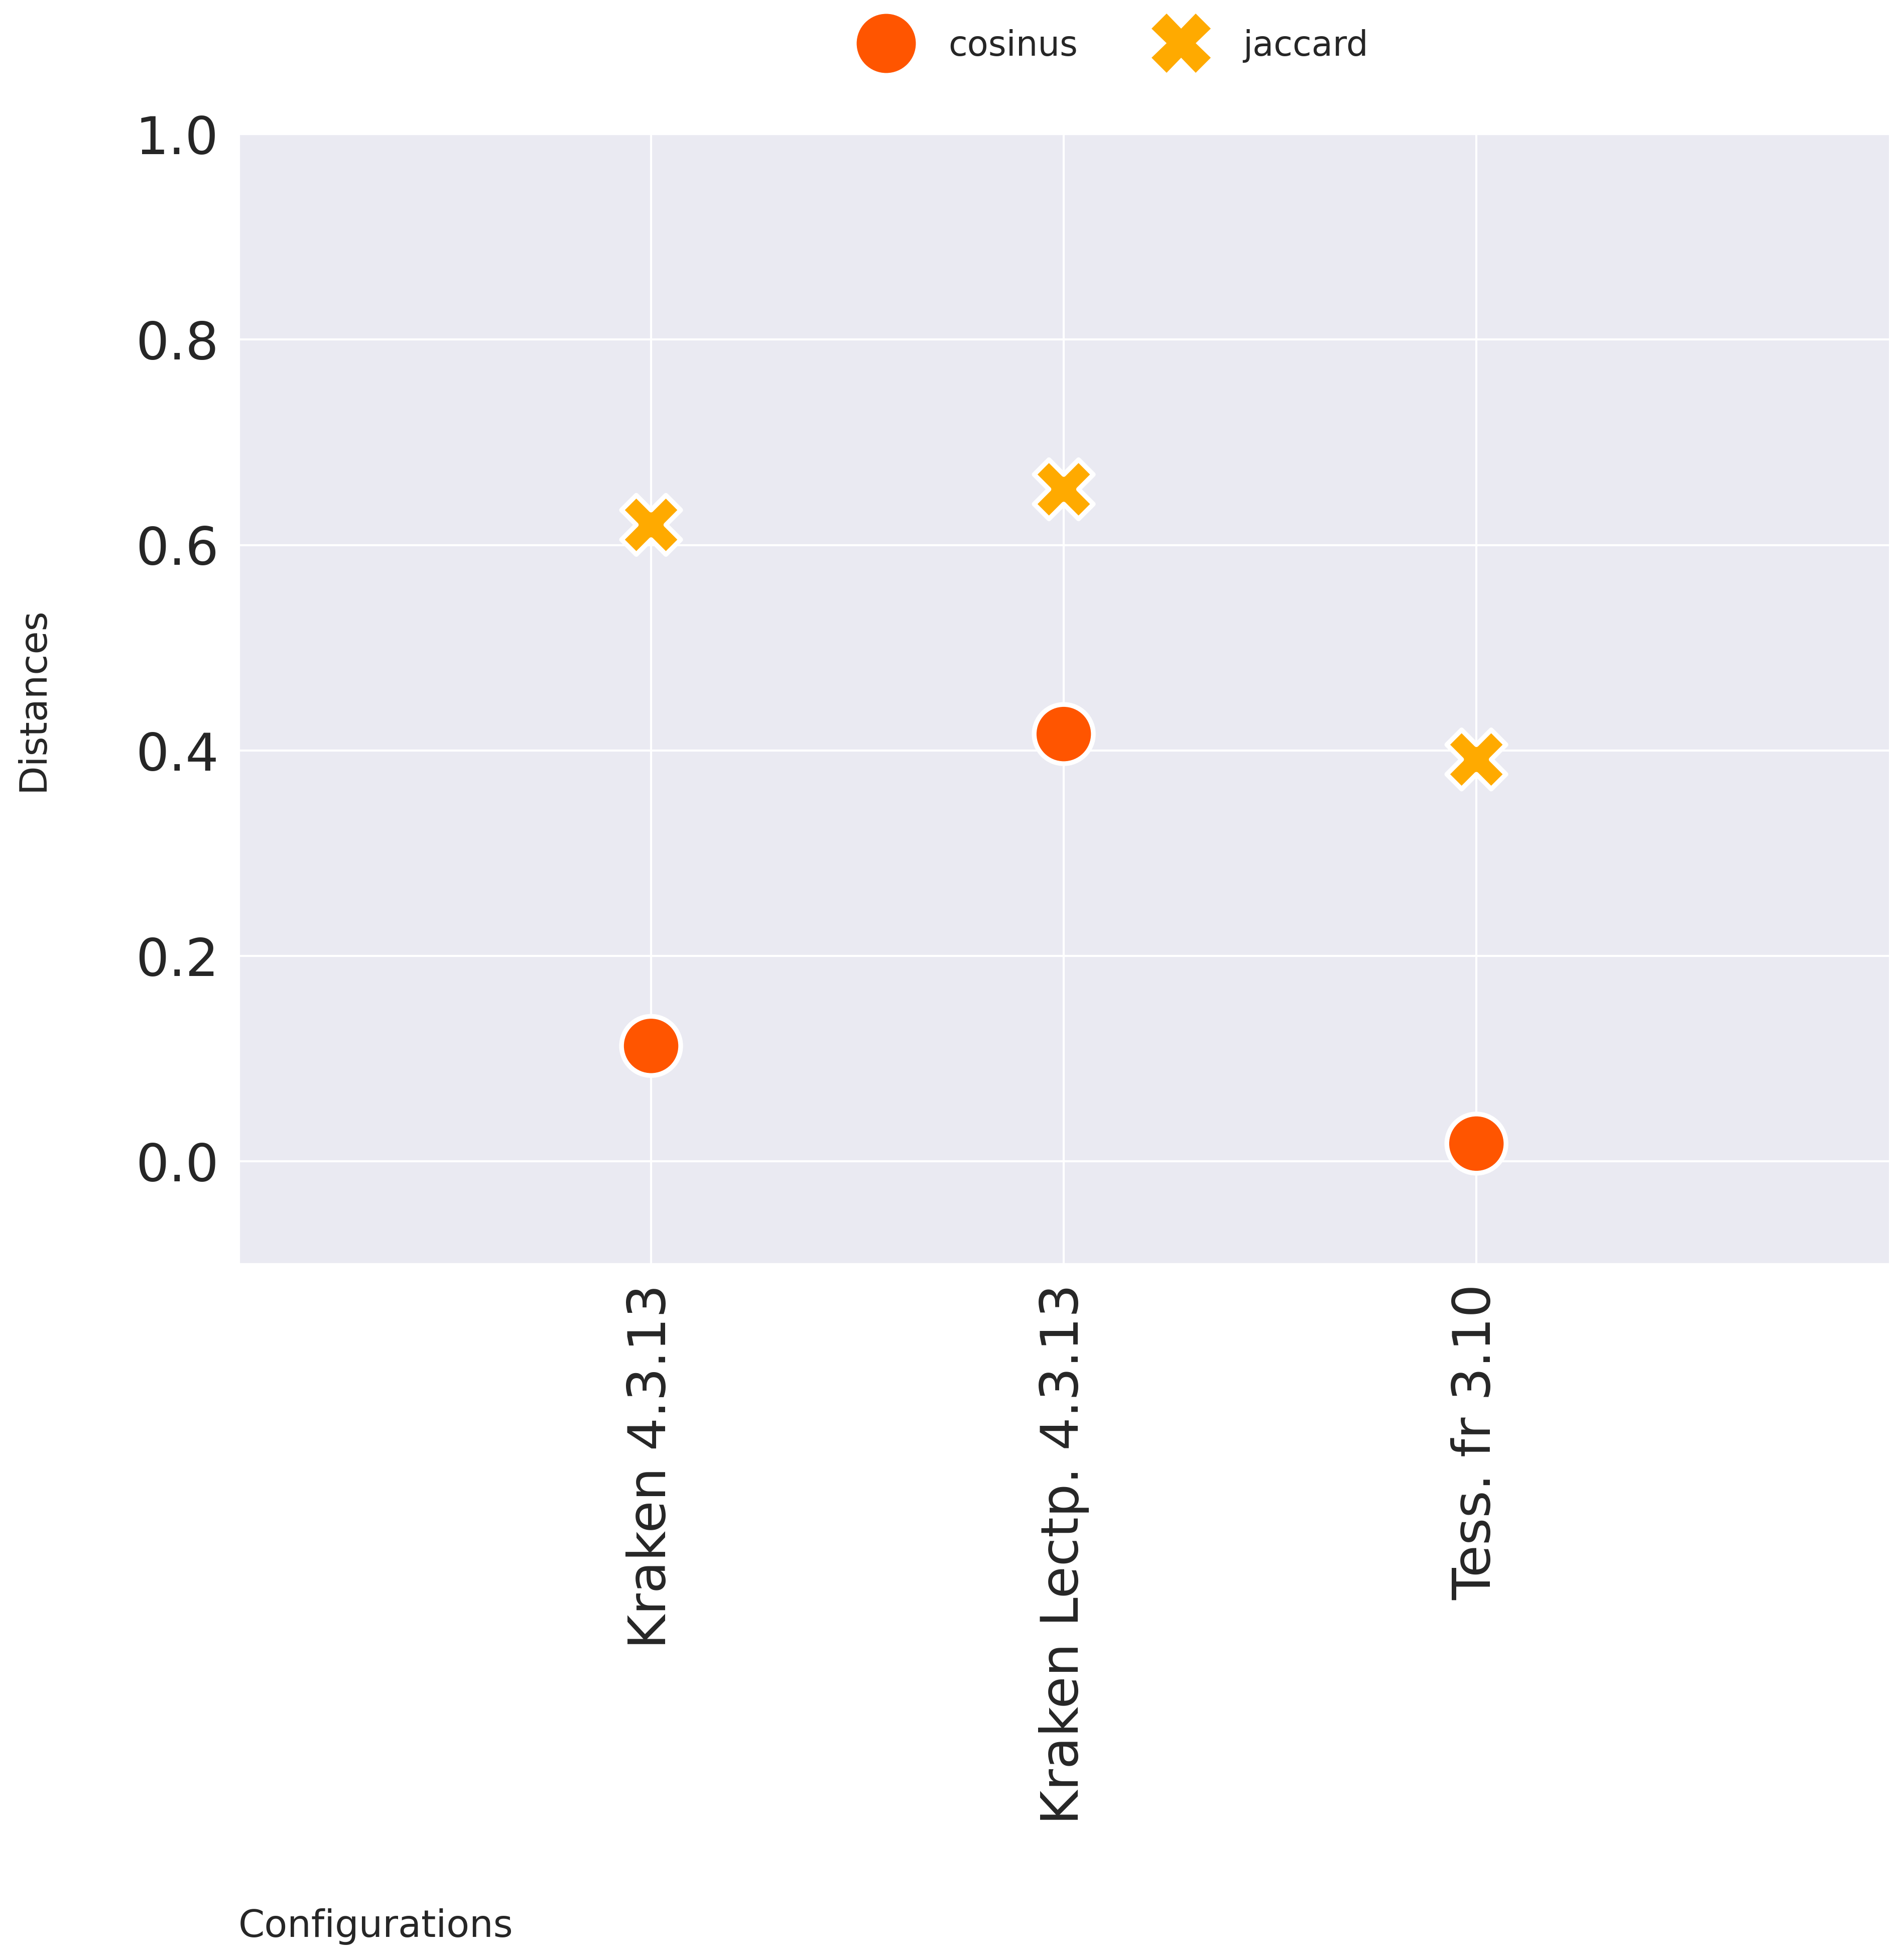 cosinus jaccard
1.0
0.8
0.6
0.4
0.2
0.0
Distances
Kraken 4.3.13
Kraken Lectp. 4.3.13
Tess. fr 3.10
Configurations